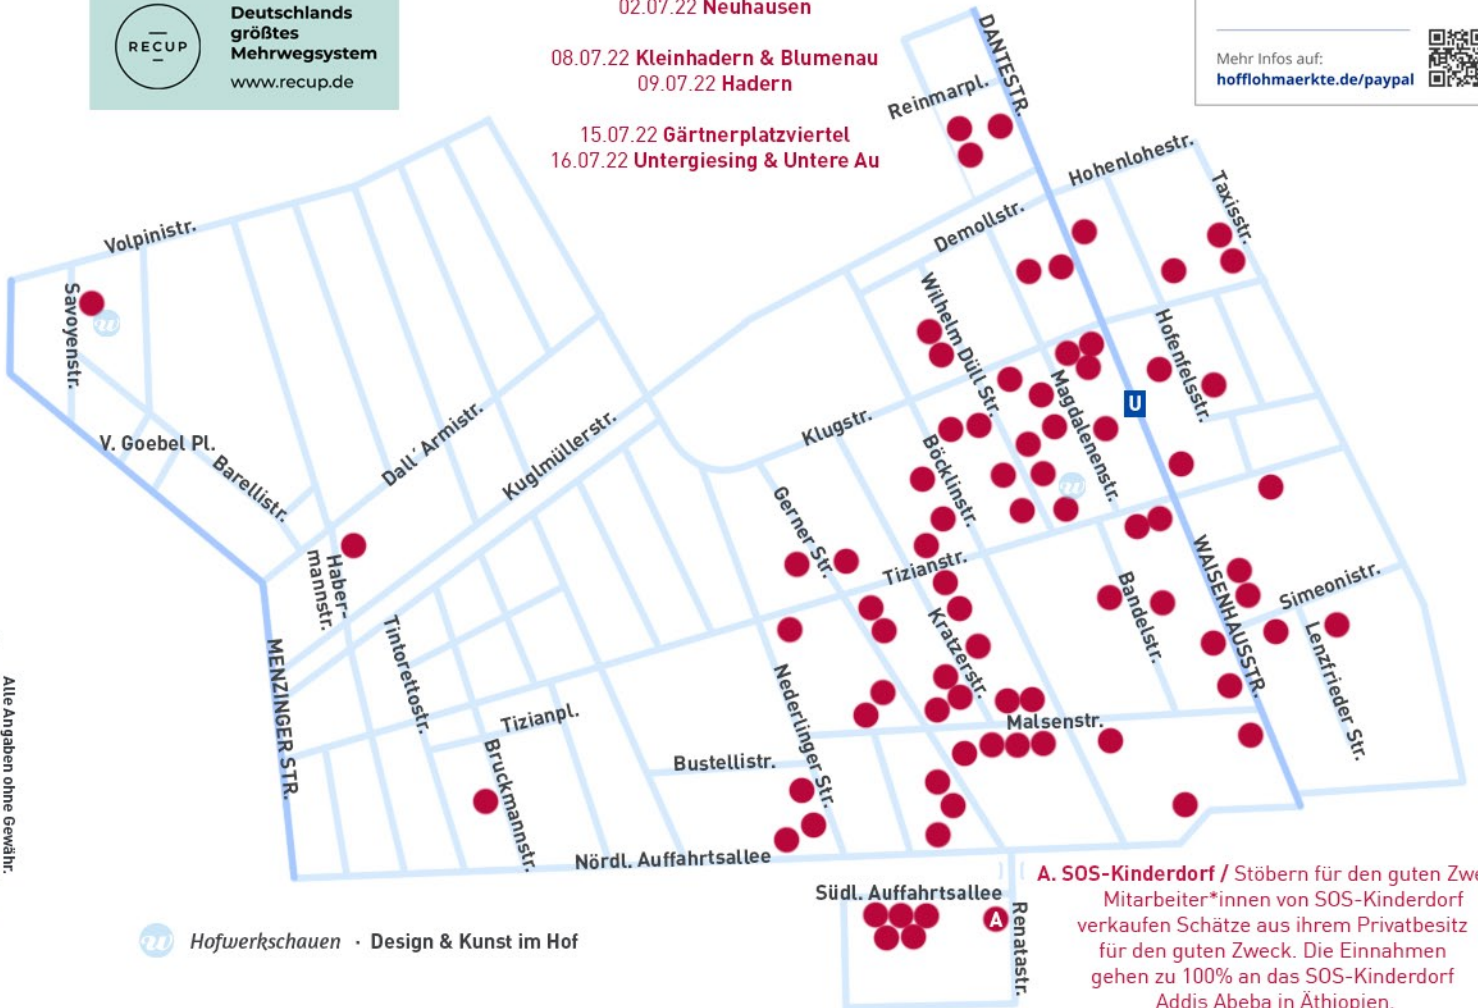 RECUP
Deutschlands
größtes
Mehrwegsystem
www.recup.de
02.07.22 Neuhausen
08.07.22 Kleinhadern & Blumenau
09.07.22 Hadern
15.07.22 Gärtnerplatzviertel
16.07.22 Untergiesing & Untere Au
Mehr Infos auf:
hofflohmaerkte.de/paypal
DANTESTR.
Reinmarpl.
Hohenlohestr.
Taxisstr.
Demollstr.
Volpinistr.
Savoyenstr.
w
Wilhelm Düll Str.
Hofenfelsstr.
Magdalenenstr.
U
V. Goebel Pl.
Barellistr.
Dall´Armistr.
Kuglmüllerstr.
Klugstr.
Böcklinstr.
w
Gerner Str.
Tizianstr.
Haber-
mannstr.
WAISENHAUSSTR.
Simeonistr.
Bandelstr.
Kratzerstr.
Lenzfrieder Str.
Tintorettostr.
MENZINGER STR.
Nederlinger Str.
Tizianpl.
Malsenstr.
Bruckmannstr.
Bustellistr.
Nördl. Auffahrtsallee
Südl. Auffahrtsallee
A
Renatastr.
Alle Angaben ohne Gewähr.
w Hofwerkschauen · Design & Kunst im Hof
A. SOS-Kinderdorf / Stöbern für den guten Zwe
Mitarbeiter*innen von SOS-Kinderdorf
verkaufen Schätze aus ihrem Privatbesitz
für den guten Zweck. Die Einnahmen
gehen zu 100% an das SOS-Kinderdorf
Addis Abeba in Äthiopien.